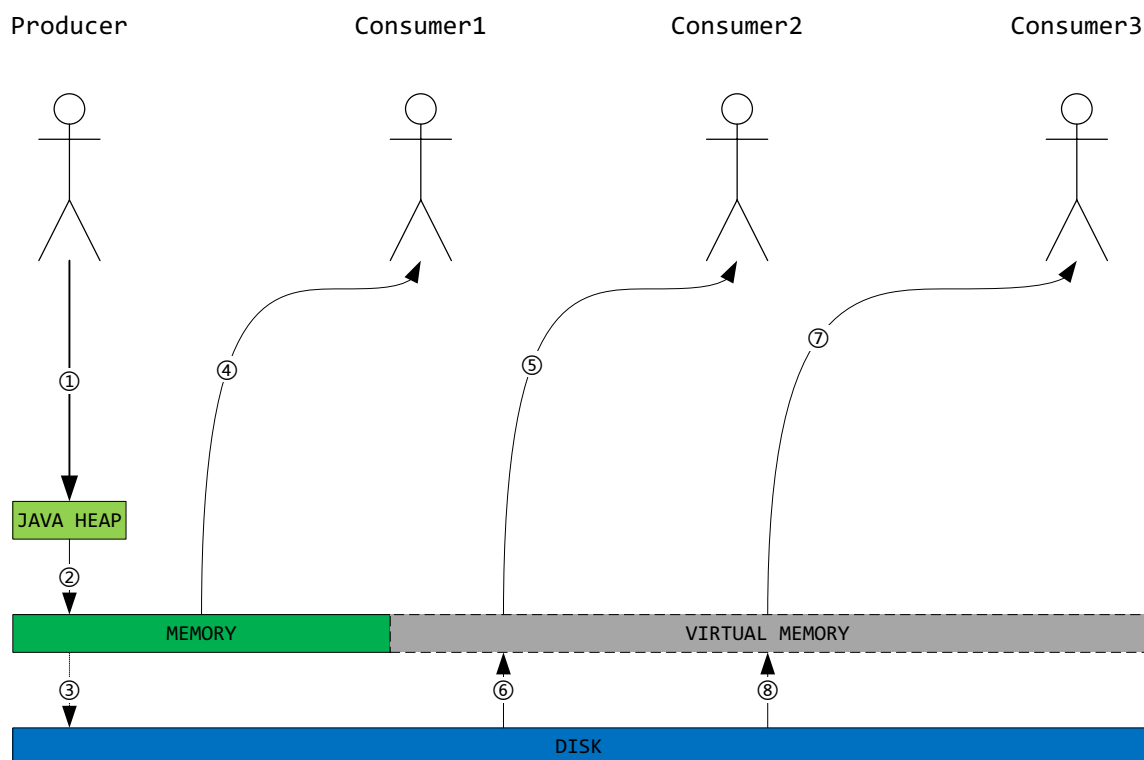 Producer Consumer1 Consumer2 Consumer3
④ ⑤ ⑦
①
JAVA HEAP
②
MEMORY VIRTUAL MEMORY
③ ⑥ ⑧
DISK